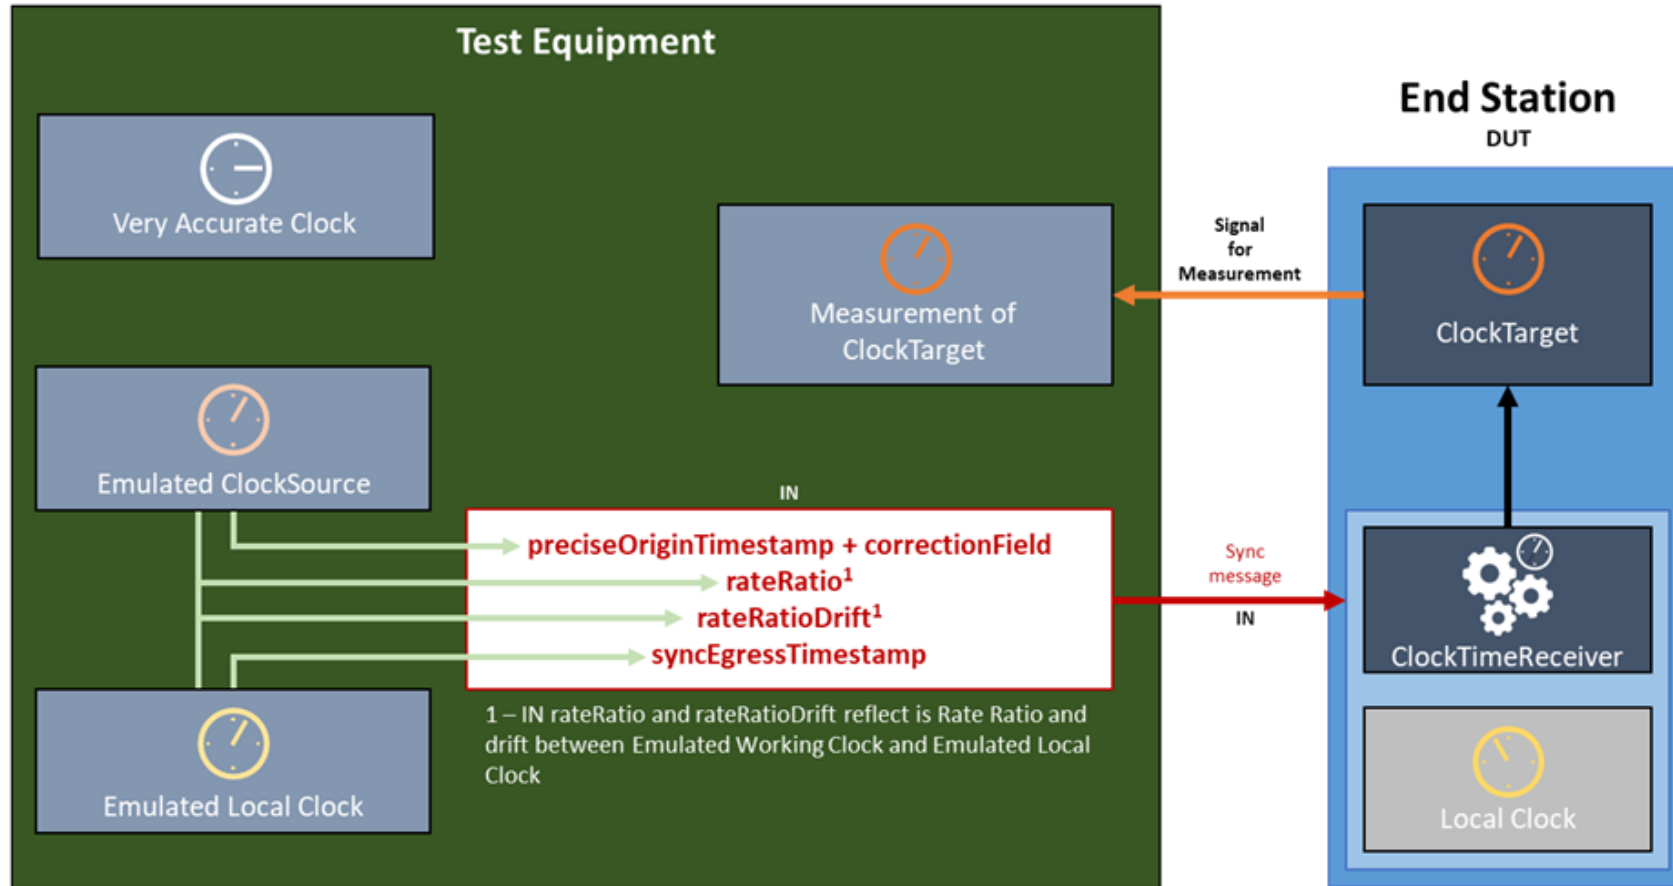 Test Equipment
Very Accurate Clock
Measurement of
ClockTarget
Emulated ClockSource
IN
preciseOriginTimestamp + correctionField
rateRatio¹
rateRatioDrift¹
syncEgressTimestamp
1 – IN rateRatio and rateRatioDrift reflect is Rate Ratio and
drift between Emulated Working Clock and Emulated Local
Clock
Emulated Local Clock
Signal
for
Measurement
Sync
message
IN
End Station
DUT
ClockTarget
ClockTimeReceiver
Local Clock